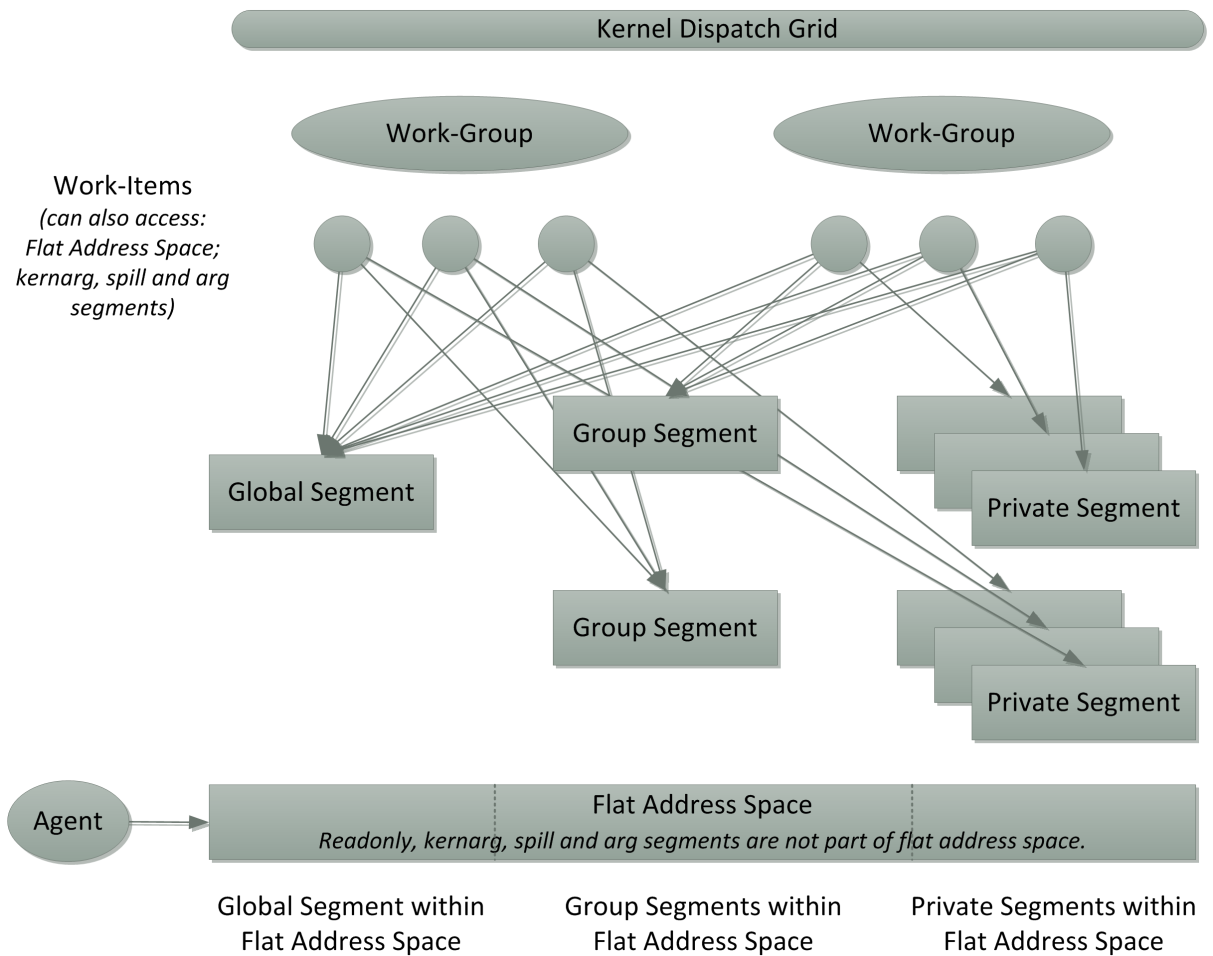 Kernel Dispatch Grid
Work-Group
Work-Group
Work-Items
(can also access:
Flat Address Space;
kernarg, spill and arg
segments)
Group Segment
Global Segment
Private Segment
Group Segment
Private Segment
Agent
Flat Address Space
Readonly, kernarg, spill and arg segments are not part of flat address space.
Global Segment within
Flat Address Space
Group Segments within
Flat Address Space
Private Segments within
Flat Address Space